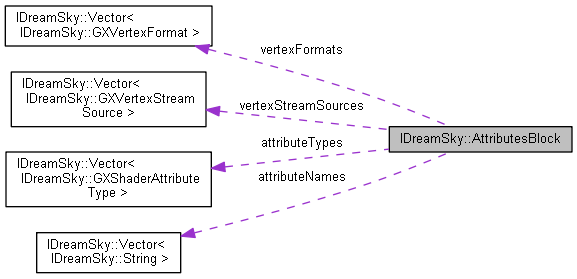 IDreamSky::Vector<
IDreamSky::GXVertexFormat >
vertexFormats
IDreamSky::Vector<
IDreamSky::GXVertexStream
Source >
vertexStreamSources
IDreamSky::AttributesBlock
attributeTypes
IDreamSky::Vector<
IDreamSky::GXShaderAttribute
Type >
attributeNames
IDreamSky::Vector<
IDreamSky::String >